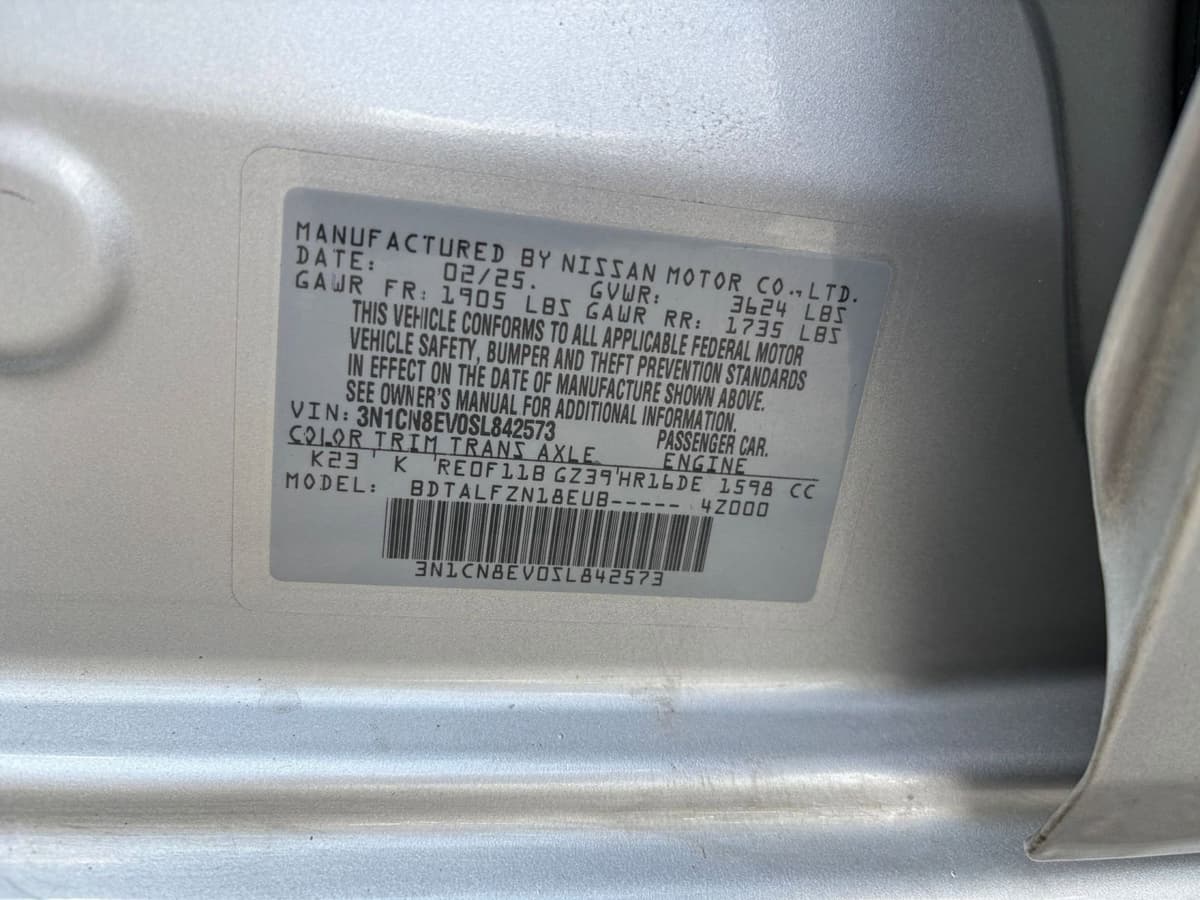 MANUFACTURED BY NISSAN MOTOR CO.,LTD.
DATE: 02/25. GVWR: 3624 LBS
GAWR FR: 1905 LBS GAWR RR: 1735 LBS
THIS VEHICLE CONFORMS TO ALL APPLICABLE FEDERAL MOTOR
VEHICLE SAFETY, BUMPER AND THEFT PREVENTION STANDARDS
IN EFFECT ON THE DATE OF MANUFACTURE SHOWN ABOVE.
SEE OWNER'S MANUAL FOR ADDITIONAL INFORMATION.
VIN: 3N1CN8EV0SL842573 PASSENGER CAR.
COLOR TRIM TRANS AXLE ENGINE
K23 ' K 'RE0F11B GZ39'HR16DE 1598 CC
MODEL: BDTALFZN18EUB----- 4Z000
3N1CN8EV0SL842573